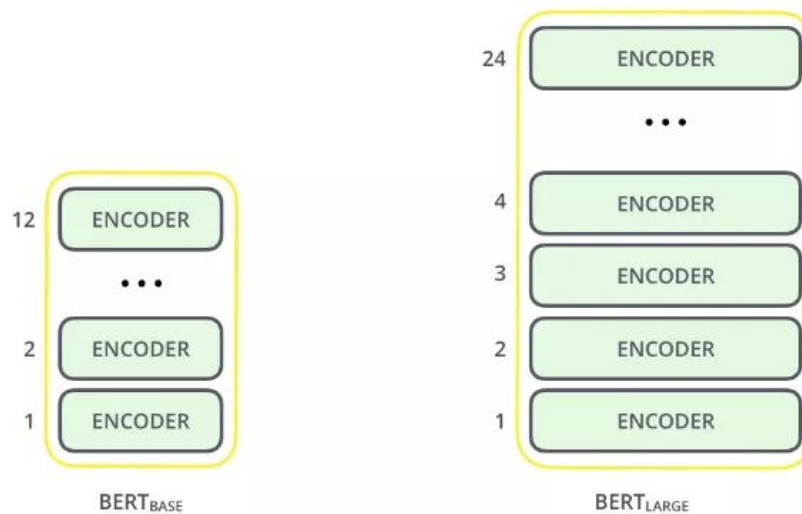 12 ENCODER
...
2 ENCODER
1 ENCODER
BERTBASE
24 ENCODER
...
4 ENCODER
3 ENCODER
2 ENCODER
1 ENCODER
BERTLARGE